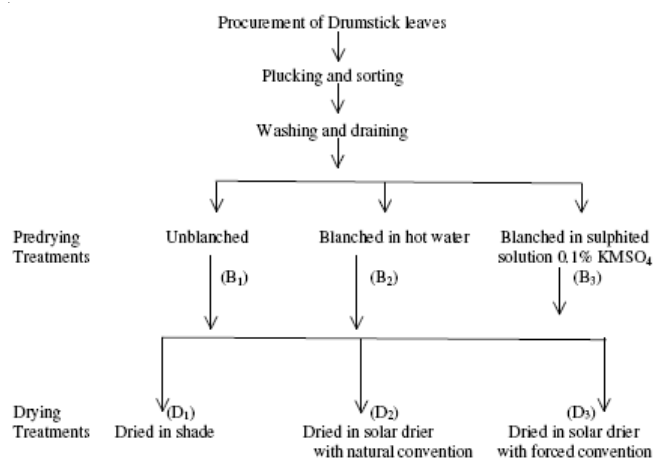 Procurement of Drumstick leaves
Plucking and sorting
Washing and draining
Predrying Treatments
Unblanched
(B₁)
Blanched in hot water
(B₂)
Blanched in sulphited
solution 0.1% KMSO₄
(B₃)
Drying Treatments
(D₁)
Dried in shade
(D₂)
Dried in solar drier
with natural convention
(D₃)
Dried in solar drier
with forced convention